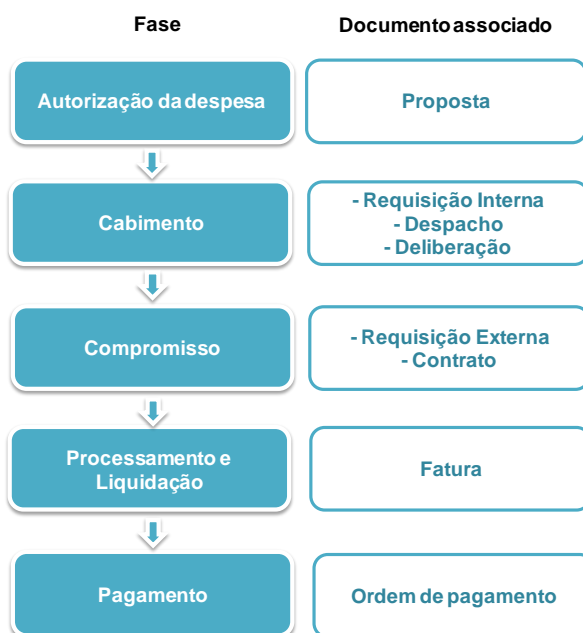 Fase
Documento associado
Autorização da despesa
Proposta
Cabimento
- Requisição Interna
- Despacho
- Deliberação
Compromisso
- Requisição Externa
- Contrato
Processamento e
Liquidação
Fatura
Pagamento
Ordem de pagamento